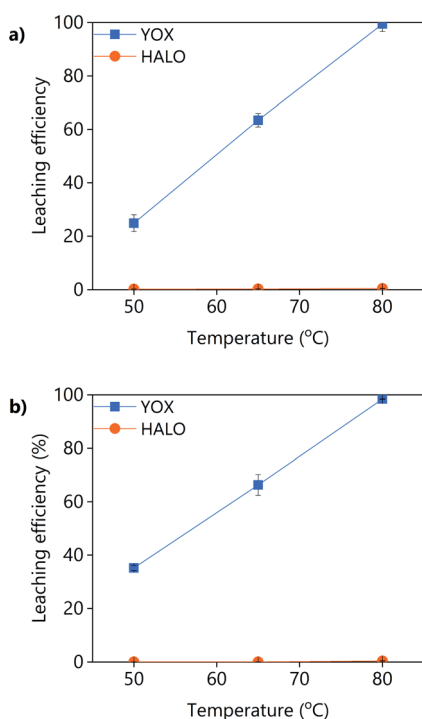 a)
YOX
HALO
100
80
60
40
20
0
Leaching efficiency
50
60
70
80
Temperature (°C)
b)
YOX
HALO
100
80
60
40
20
0
Leaching efficiency (%)
50
60
70
80
Temperature (°C)